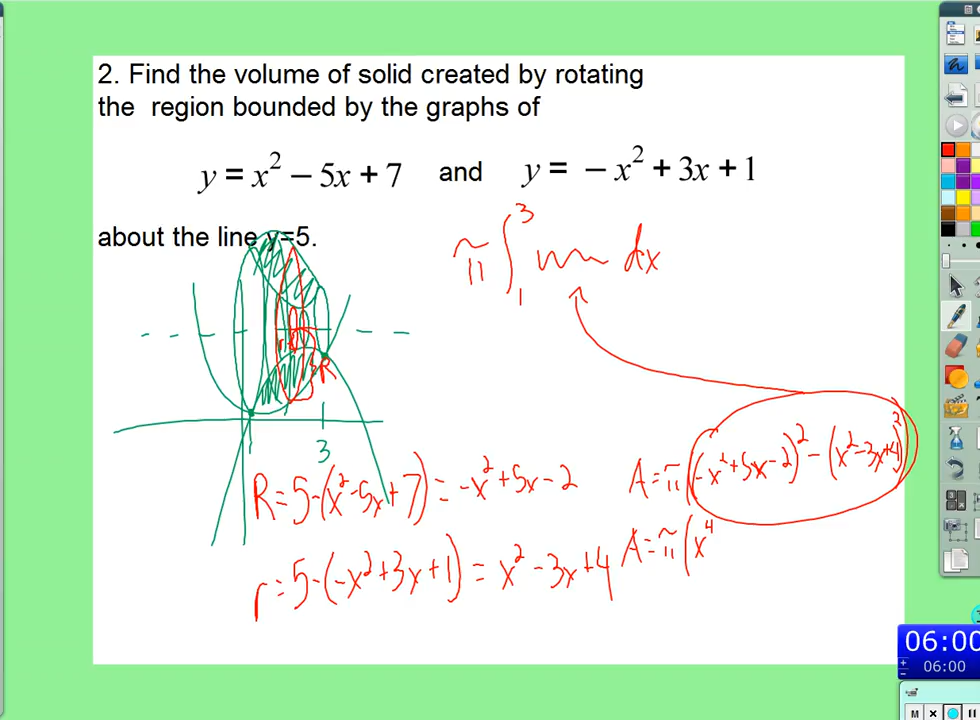 2. Find the volume of solid created by rotating
the region bounded by the graphs of
y = x² − 5x + 7 and y = − x² + 3x + 1
about the line y=5.
π ∫₁³ dx
R
r
1
3
R = 5-(x²-5x+7) = -x²+5x-2
A = π((-x²+5x-2)² - (x²-3x+4)²)
r = 5-(-x²+3x+1) = x²-3x+4
A = π(x⁴
06:00
06:00
M